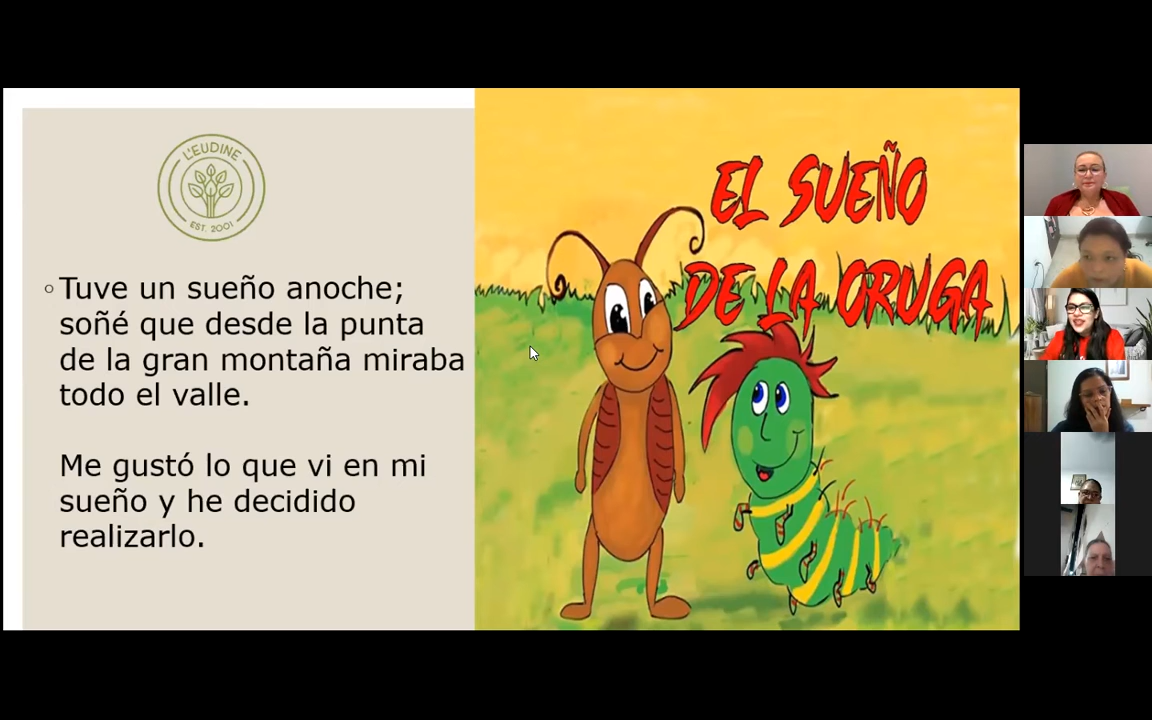 L'EUDINE
EST. 2001
Tuve un sueño anoche;
soñé que desde la punta
de la gran montaña miraba
todo el valle.
Me gustó lo que vi en mi
sueño y he decidido
realizarlo.
EL SUEÑO
DE LA ORUGA